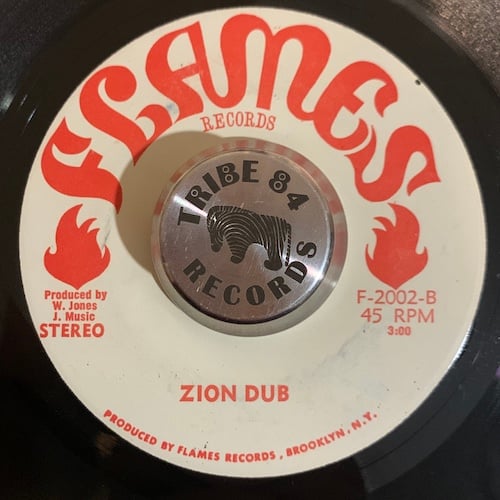 FLAMES
RECORDS
TRIBE 84
RECORDS
Produced by
W. Jones
J. Music
STEREO
F-2002-B
45 RPM
3:00
ZION DUB
PRODUCED BY FLAMES RECORDS, BROOKLYN, N.Y.